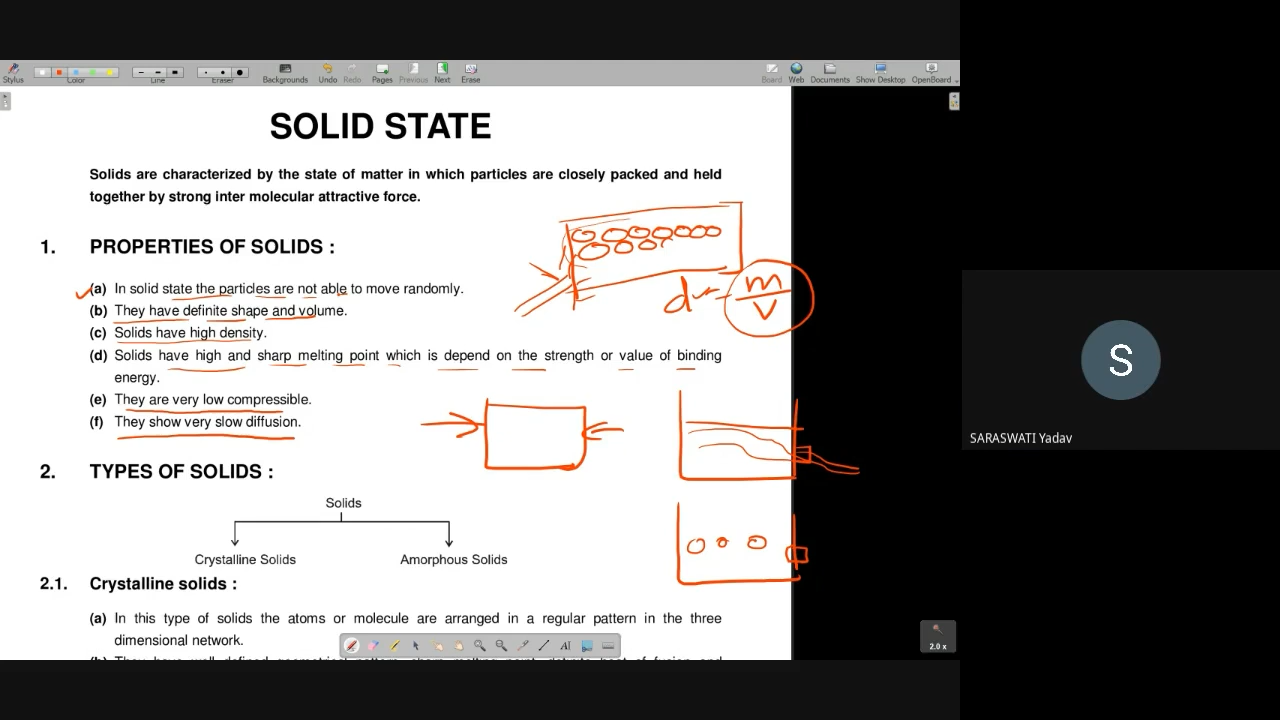 Stylus Color Line Eraser Backgrounds Undo Redo Pages Previous Next Erase Board Web Documents Show Desktop OpenBoard
SOLID STATE
Solids are characterized by the state of matter in which particles are closely packed and held
together by strong inter molecular attractive force.
1. PROPERTIES OF SOLIDS :
(a) In solid state the particles are not able to move randomly.
d = m/V
(b) They have definite shape and volume.
(c) Solids have high density.
(d) Solids have high and sharp melting point which is depend on the strength or value of binding
energy.
(e) They are very low compressible.
(f) They show very slow diffusion.
S
SARASWATI Yadav
2. TYPES OF SOLIDS :
Solids
Crystalline Solids Amorphous Solids
2.1. Crystalline solids :
(a) In this type of solids the atoms or molecule are arranged in a regular pattern in the three
dimensional network.
2.0 x